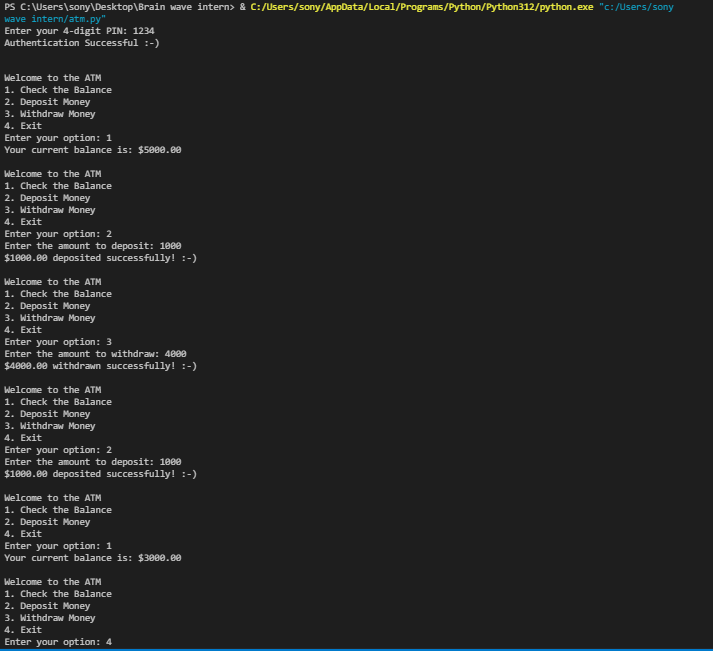 PS C:\Users\sony\Desktop\Brain wave intern> & C:/Users/sony/AppData/Local/Programs/Python/Python312/python.exe "c:/Users/sony
wave intern/atm.py"
Enter your 4-digit PIN: 1234
Authentication Successful :-)
Welcome to the ATM
1. Check the Balance
2. Deposit Money
3. Withdraw Money
4. Exit
Enter your option: 1
Your current balance is: $5000.00
Welcome to the ATM
1. Check the Balance
2. Deposit Money
3. Withdraw Money
4. Exit
Enter your option: 2
Enter the amount to deposit: 1000
$1000.00 deposited successfully! :-)
Welcome to the ATM
1. Check the Balance
2. Deposit Money
3. Withdraw Money
4. Exit
Enter your option: 3
Enter the amount to withdraw: 4000
$4000.00 withdrawn successfully! :-)
Welcome to the ATM
1. Check the Balance
2. Deposit Money
3. Withdraw Money
4. Exit
Enter your option: 2
Enter the amount to deposit: 1000
$1000.00 deposited successfully! :-)
Welcome to the ATM
1. Check the Balance
2. Deposit Money
4. Exit
Enter your option: 1
Your current balance is: $3000.00
Welcome to the ATM
1. Check the Balance
2. Deposit Money
3. Withdraw Money
4. Exit
Enter your option: 4